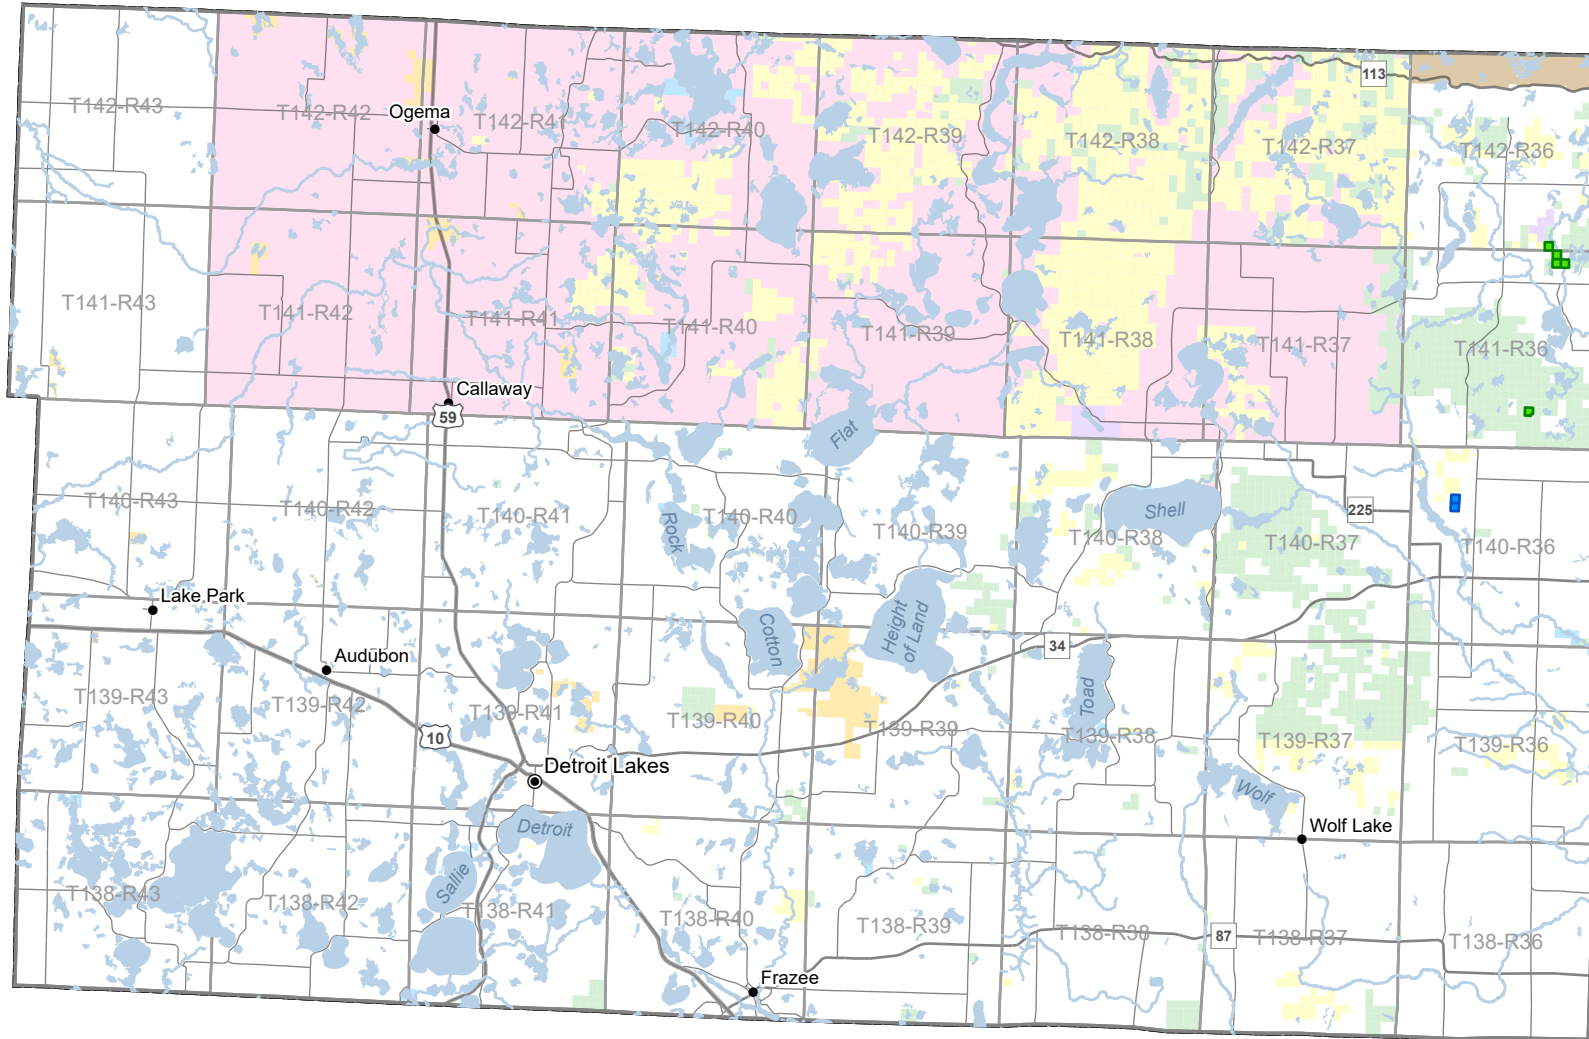 113
T142-R43
T142-R42
Ogema
T142-R41
T142-R40
T142-R39
T142-R38
T142-R37
T142-R36
T141-R43
T141-R42
T141-R41
T141-R40
T141-R39
T141-R38
T141-R37
T141-R36
Callaway
59
Flat
T140-R43
T140-R42
T140-R41
Rock
T140-R40
T140-R39
Shell
T140-R38
225
T140-R37
T140-R36
Lake Park
Cotton
Height
of Land
34
Audubon
T139-R43
T139-R42
10
T139-R41
T139-R40
T139-R39
Toad
T139-R38
T139-R37
T139-R36
Detroit Lakes
Wolf
Detroit
Wolf Lake
Sallie
T138-R43
T138-R42
T138-R41
T138-R40
T138-R39
T138-R38
87
T138-R37
T138-R36
Frazee